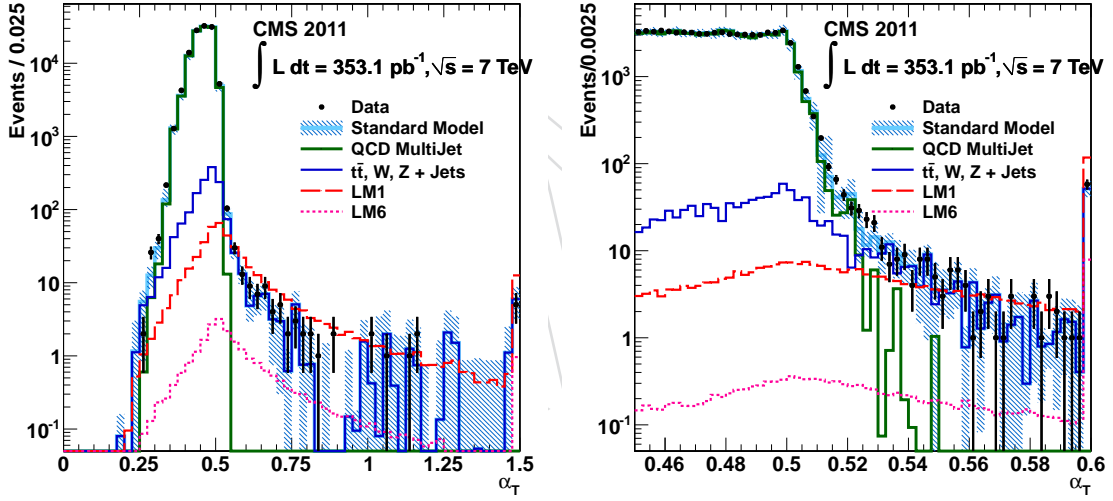 Events / 0.025
10⁴
10³
10²
10
1
10⁻¹
CMS 2011
∫ L dt = 353.1 pb⁻¹, √s = 7 TeV
Data
Standard Model
QCD MultiJet
tt̄, W, Z + Jets
LM1
LM6
0 0.25 0.5 0.75 1 1.25 1.5
α_T
Events/0.0025
10³
10²
10
1
10⁻¹
CMS 2011
∫ L dt = 353.1 pb⁻¹, √s = 7 TeV
Data
Standard Model
QCD MultiJet
tt̄, W, Z + Jets
LM1
LM6
0.46 0.48 0.5 0.52 0.54 0.56 0.58 0.6
α_T